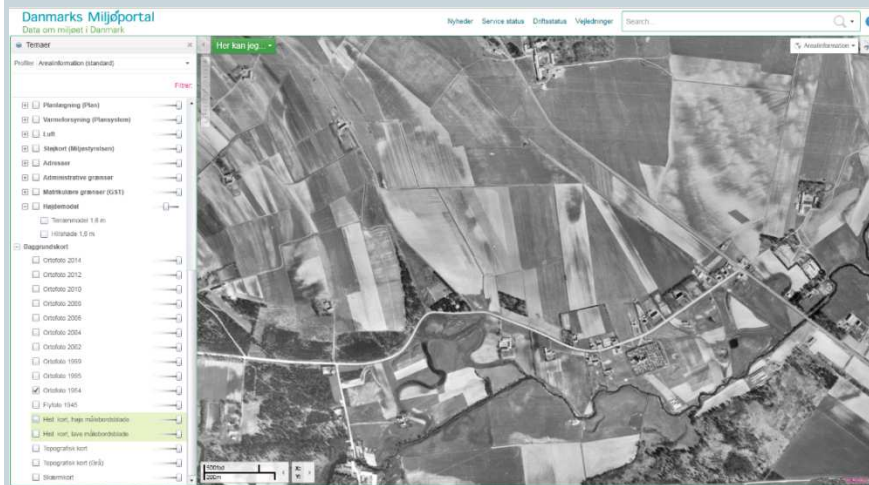 Danmarks Miljøportal
Data om miljøet i Danmark
Nyheder Service status Driftsstatus Vejledninger Search...
Temaer
Her kan jeg...
Arealinformation
Profiler Arealinformation (standard)
Filtrer
Planlægning (Plan)
Varmeforsyning (Plansystem)
Luft
Støjkort (Miljøstyrelsen)
Adresser
Administrative grænser
Matrikulære grænser (GST)
Højdemodel
Terrænmodel 1,6 m
Hillshade 1,6 m
Baggrundskort
Ortofoto 2014
Ortofoto 2012
Ortofoto 2010
Ortofoto 2008
Ortofoto 2006
Ortofoto 2004
Ortofoto 2002
Ortofoto 1999
Ortofoto 1995
Ortofoto 1954
Flyfoto 1945
Hist. kort, høje målebordsblade
Hist. kort, lave målebordsblade
Topografisk kort
Topografisk kort (Grå)
Skærmkort
500fod
200m
X:
Y: